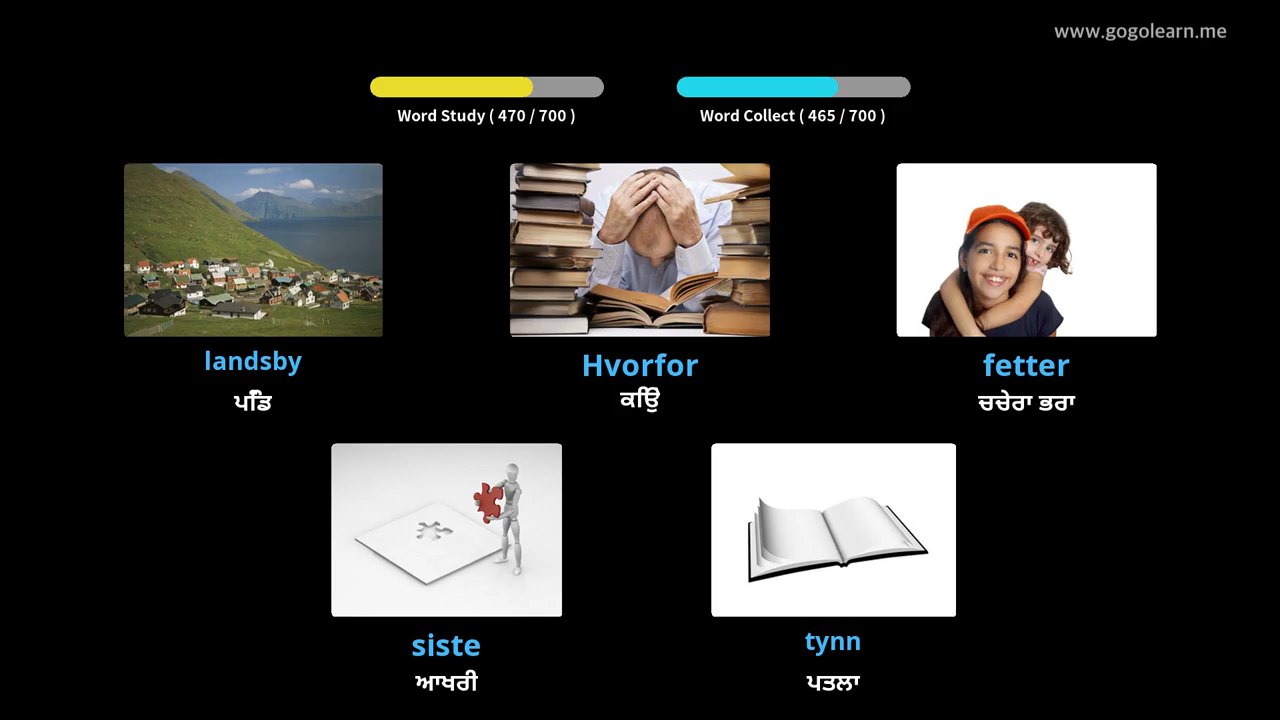 www.gogolearn.me
Word Study ( 470 / 700 )
Word Collect ( 465 / 700 )
landsby
ਪਿੰਡ
Hvorfor
ਕਿਉਂ
fetter
ਚਚੇਰਾ ਭਰਾ
siste
ਆਖਰੀ
tynn
ਪਤਲਾ